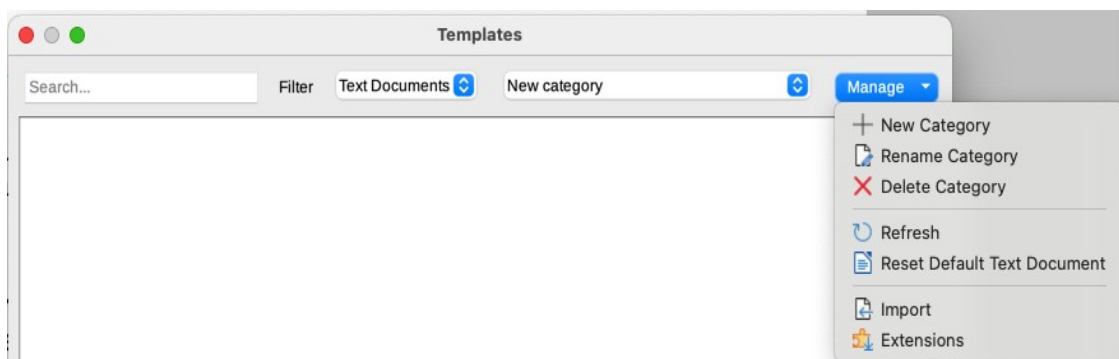 Templates
Search... Filter Text Documents New category Manage
New Category
Rename Category
Delete Category
Refresh
Reset Default Text Document
Import
Extensions